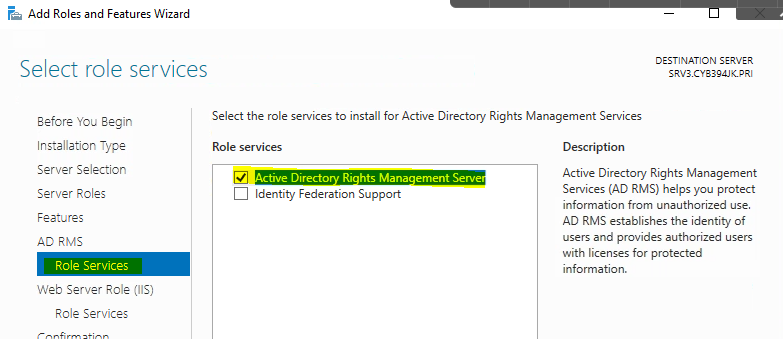 Add Roles and Features Wizard
Select role services
DESTINATION SERVER
SRV3.CYB394JK.PRI
Before You Begin
Installation Type
Server Selection
Server Roles
Features
AD RMS
Role Services
Web Server Role (IIS)
Role Services
Confirmation
Select the role services to install for Active Directory Rights Management Services
Role services
Active Directory Rights Management Server
Identity Federation Support
Description
Active Directory Rights Management
Services (AD RMS) helps you protect
information from unauthorized use.
AD RMS establishes the identity of
users and provides authorized users
with licenses for protected
information.